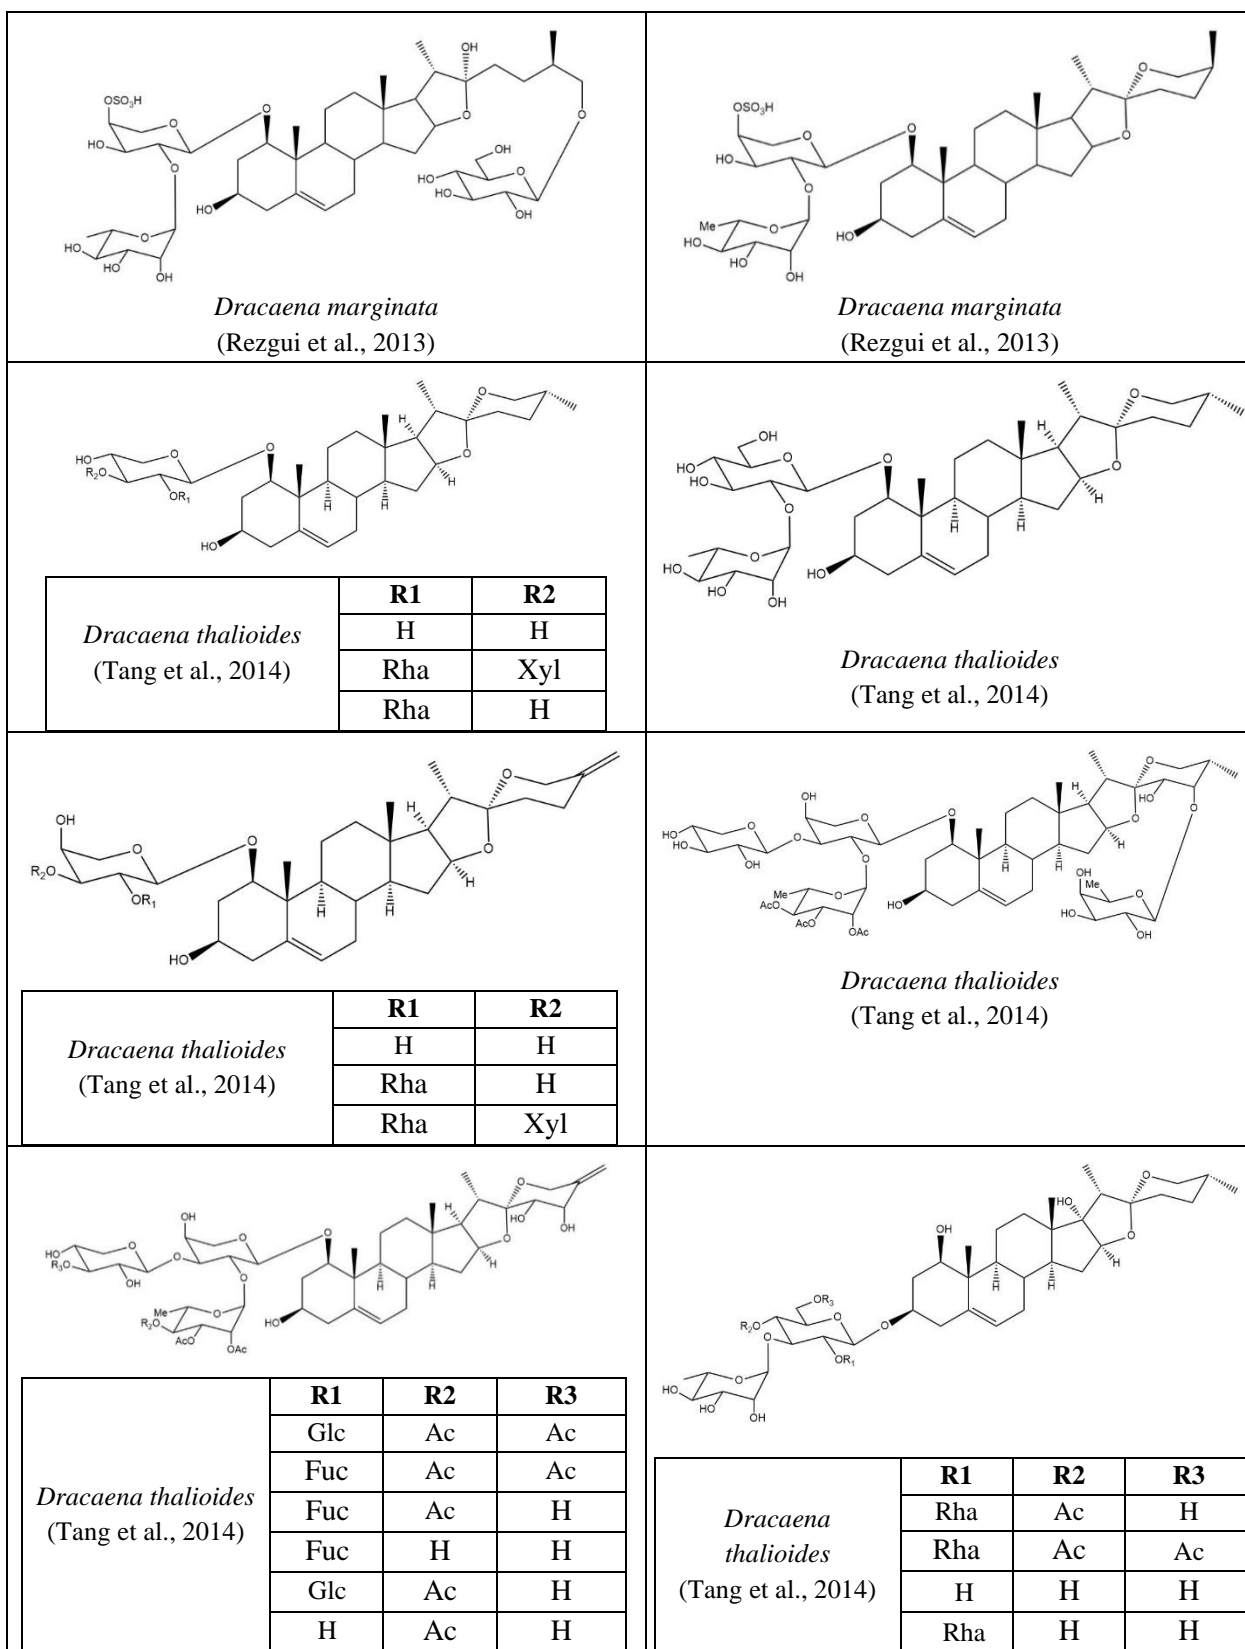 OH
OSO₃H
O
O
O
O
HO
O
OH
HO
O
O
HO
OH
HO
O
HO
HO
OH
Dracaena marginata
(Rezgui et al., 2013)
O
OSO₃H
O
O
O
HO
O
Me
O
HO
HO
OH
HO
Dracaena marginata
(Rezgui et al., 2013)
O
H
O
O
O
HO
R₂O
OR₁
H
H
H
HO
R1 R2
H H
Rha Xyl
Rha H
Dracaena thalioides
(Tang et al., 2014)
O
H
OH
O
O
HO
HO
O
O
H
H
H
O
HO
HO
OH
HO
Dracaena thalioides
(Tang et al., 2014)
O
H
OH
O
O
O
R₂O
OR₁
H
H
H
HO
R1 R2
H H
Rha H
Rha Xyl
Dracaena thalioides
(Tang et al., 2014)
O
H
HO
OH
O
O
O
O
HO
O
HO
OH
O
O
H
H
H
Me
O
AcO
AcO
OAc
HO
OH
Me
O
HO
OH
Dracaena thalioides
(Tang et al., 2014)
O
H
OH
OH
OH
O
O
O
HO
O
R₃O
OH
O
O
H
H
H
Me
O
R₂O
AcO
OAc
HO
R1 R2 R3
Glc Ac Ac
Fuc Ac Ac
Fuc Ac H
Fuc H H
Glc Ac H
H Ac H
Dracaena thalioides
(Tang et al., 2014)
O
HO
OH
O
H
H
H
OR₃
R₂O
O
O
O
OR₁
O
HO
HO
OH
R1 R2 R3
Rha Ac H
Rha Ac Ac
H H H
Rha H H
Dracaena
thalioides
(Tang et al., 2014)